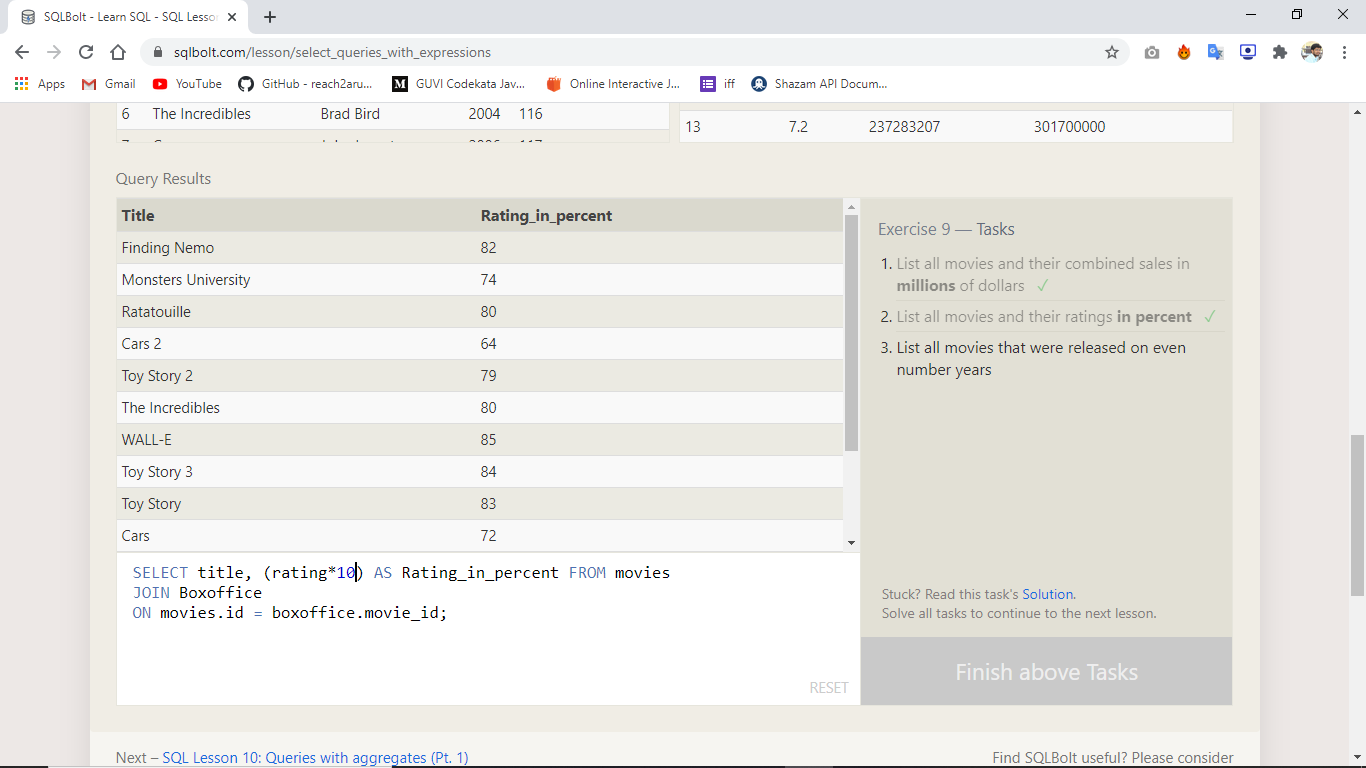 SQLBolt - Learn SQL - SQL Lesson
sqlbolt.com/lesson/select_queries_with_expressions
Apps Gmail YouTube GitHub - reach2aru... GUVI Codekata Jav... Online Interactive J... iff Shazam API Docum...
6 The Incredibles Brad Bird 2004 116
13 7.2 237283207 301700000
Query Results
Title Rating_in_percent
Finding Nemo 82
Monsters University 74
Ratatouille 80
Cars 2 64
Toy Story 2 79
The Incredibles 80
WALL-E 85
Toy Story 3 84
Toy Story 83
Cars 72
SELECT title, (rating*10) AS Rating_in_percent FROM movies
JOIN Boxoffice
ON movies.id = boxoffice.movie_id;
RESET
Exercise 9 — Tasks
1. List all movies and their combined sales in
millions of dollars ✓
2. List all movies and their ratings in percent ✓
3. List all movies that were released on even
number years
Stuck? Read this task's Solution.
Solve all tasks to continue to the next lesson.
Finish above Tasks
Next – SQL Lesson 10: Queries with aggregates (Pt. 1)
Find SQLBolt useful? Please consider